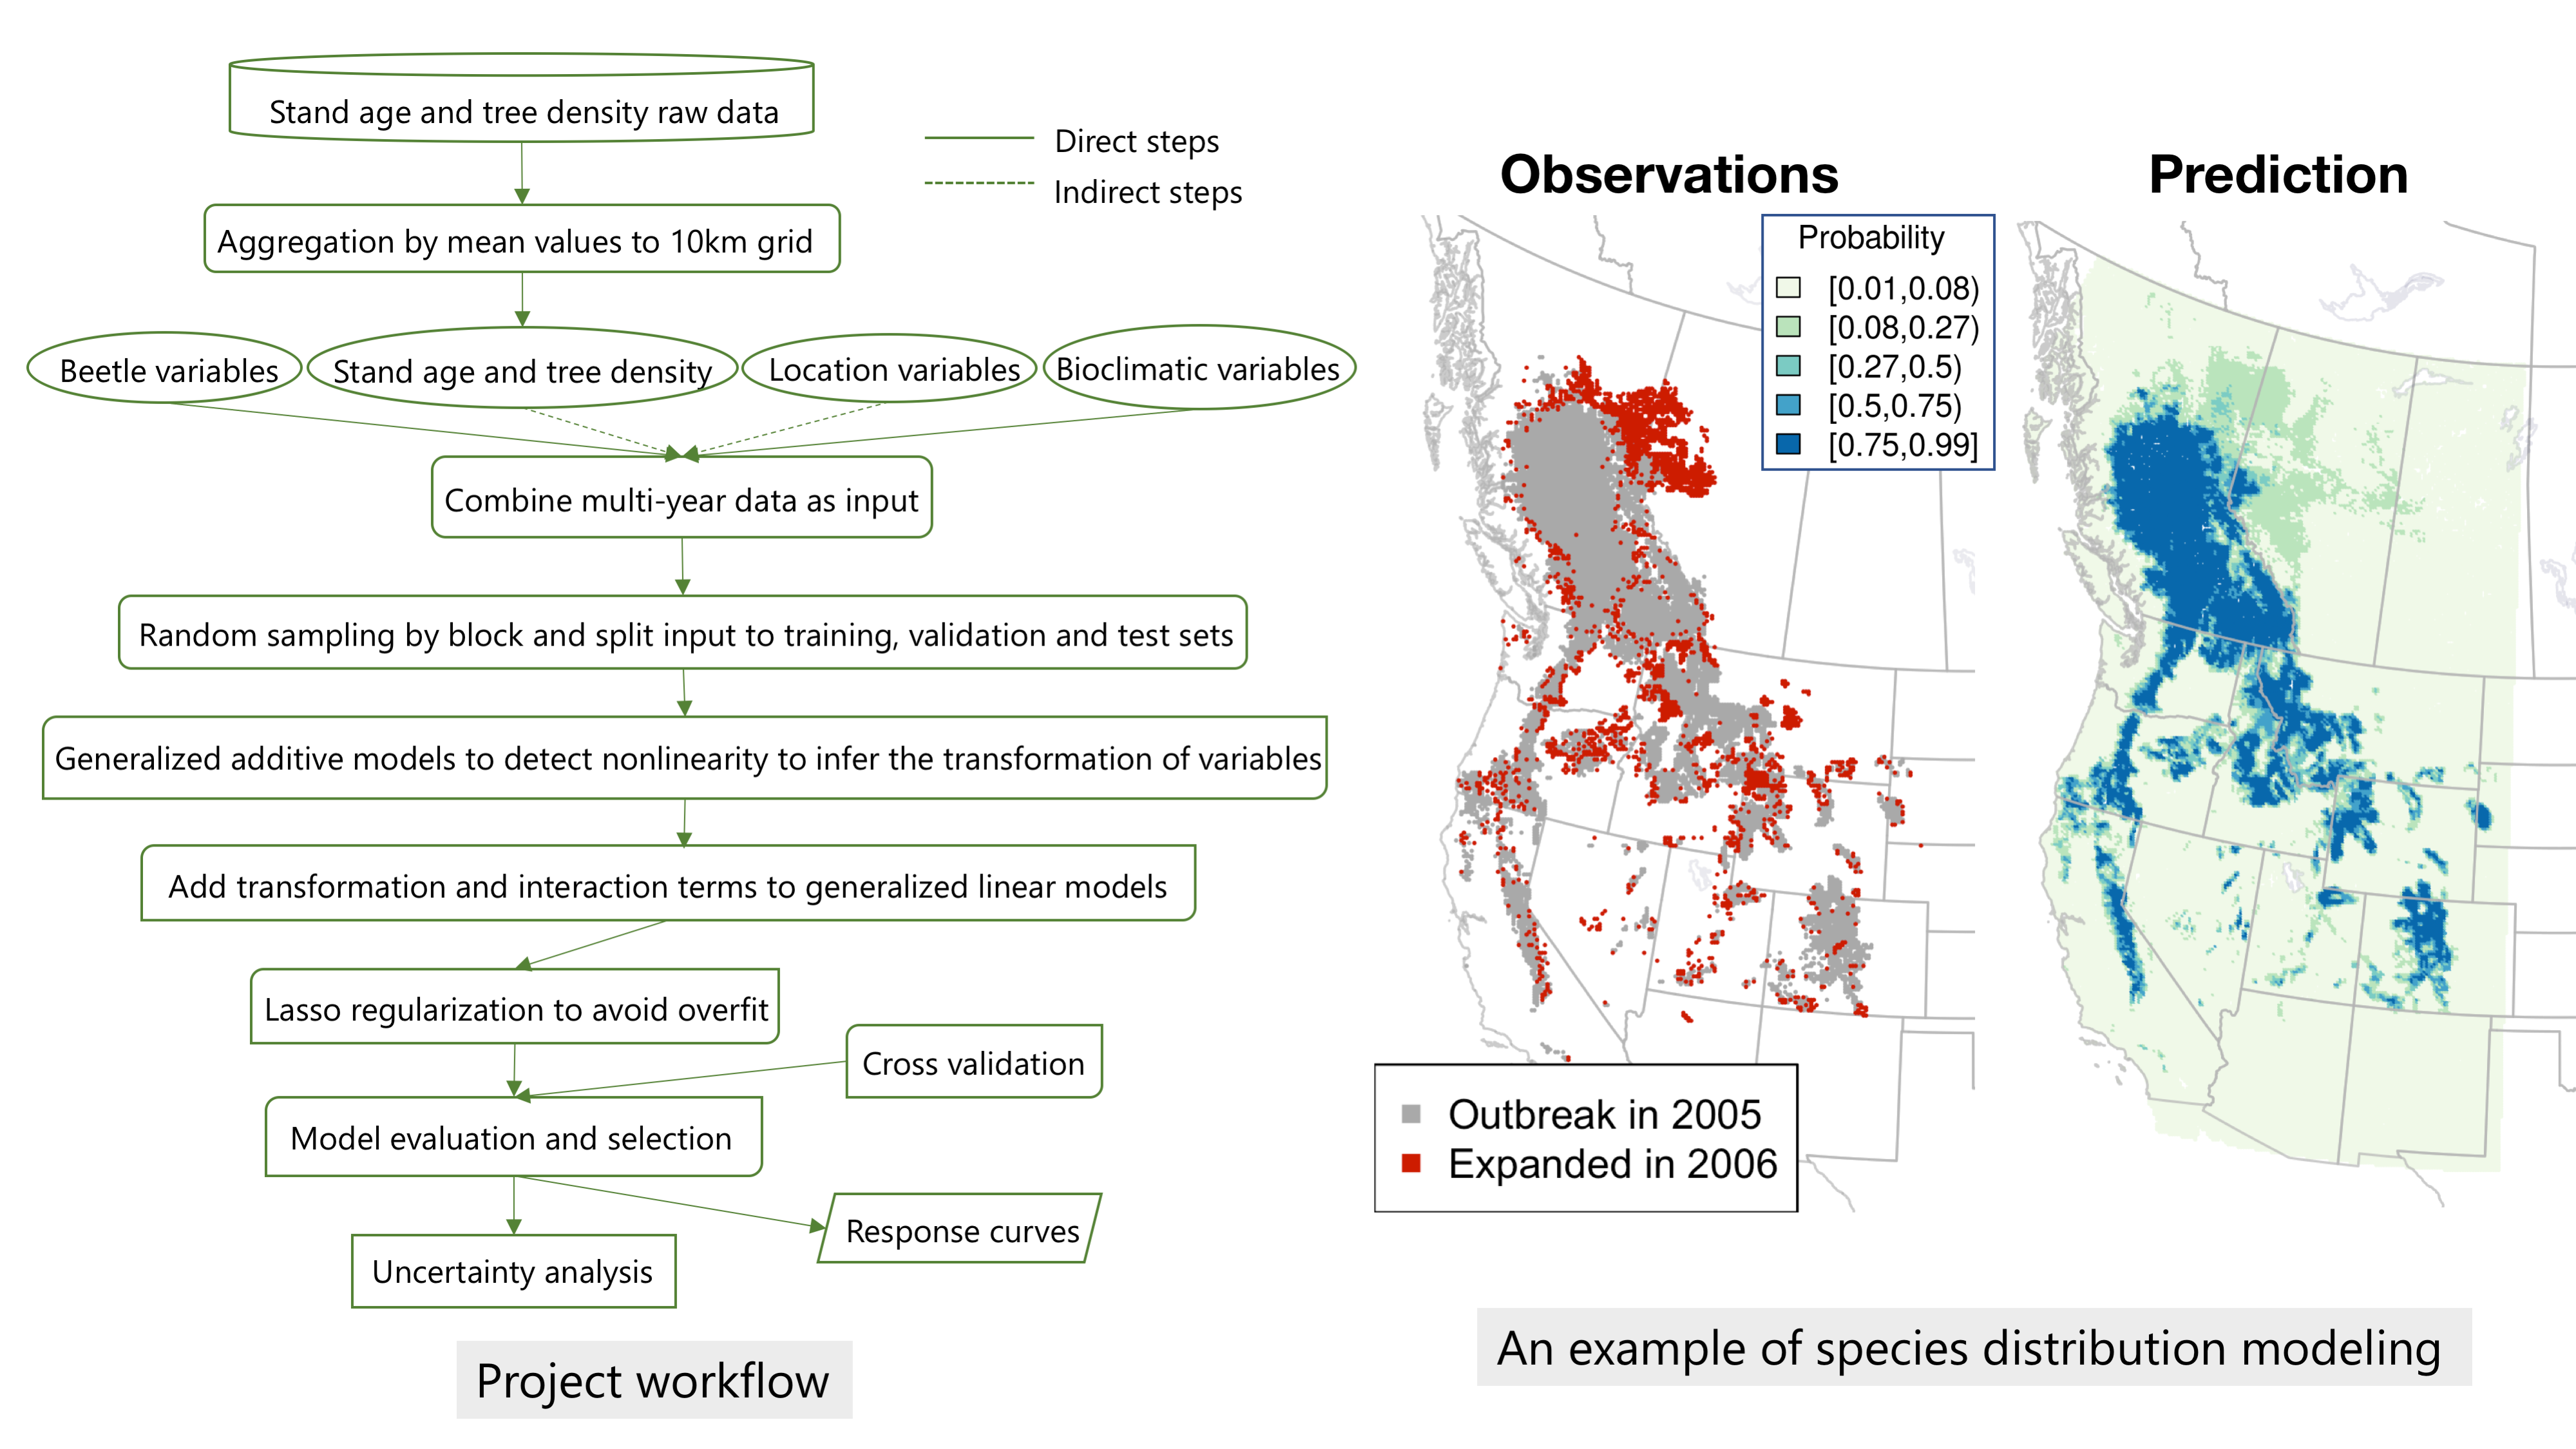 Stand age and tree density raw data
Aggregation by mean values to 10km grid
Beetle variables
Stand age and tree density
Location variables
Bioclimatic variables
Combine multi-year data as input
Random sampling by block and split input to training, validation and test sets
Generalized additive models to detect nonlinearity to infer the transformation of variables
Add transformation and interaction terms to generalized linear models
Lasso regularization to avoid overfit
Cross validation
Model evaluation and selection
Response curves
Uncertainty analysis
Project workflow
Direct steps
Indirect steps
Observations
Prediction
Probability
[0.01,0.08)
[0.08,0.27)
[0.27,0.5)
[0.5,0.75)
[0.75,0.99]
Outbreak in 2005
Expanded in 2006
An example of species distribution modeling